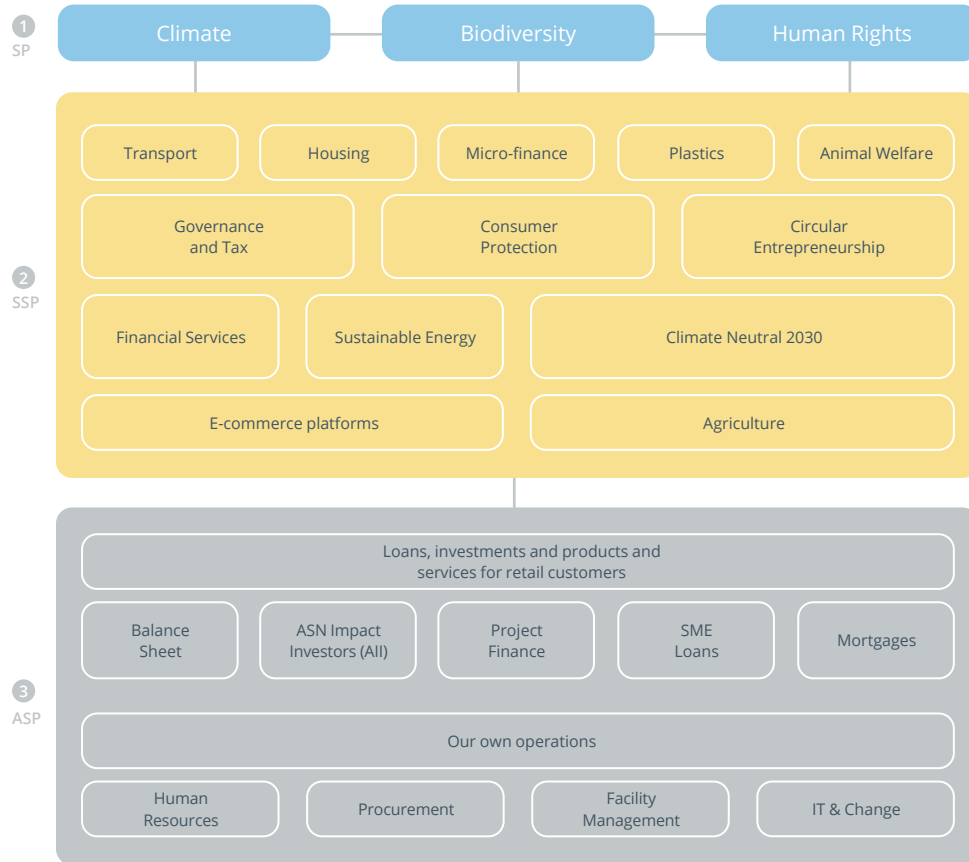 1
SP
Climate
Biodiversity
Human Rights
Transport
Housing
Micro-finance
Plastics
Animal Welfare
Governance
and Tax
Consumer
Protection
Circular
Entrepreneurship
2
SSP
Financial Services
Sustainable Energy
Climate Neutral 2030
E-commerce platforms
Agriculture
Loans, investments and products and
services for retail customers
Balance
Sheet
ASN Impact
Investors (AII)
Project
Finance
SME
Loans
Mortgages
3
ASP
Our own operations
Human
Resources
Procurement
Facility
Management
IT & Change